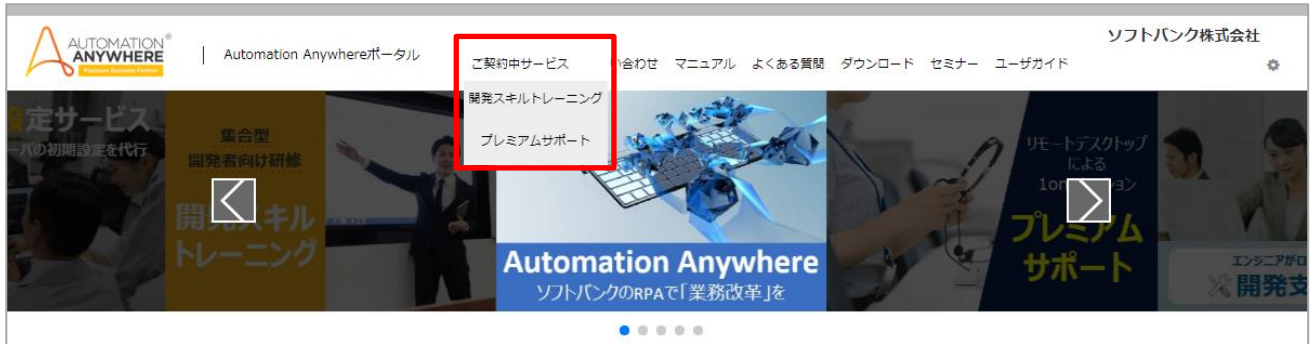 AUTOMATION®
ANYWHERE
Platinum Business Partner
Automation Anywhereポータル
ソフトバンク株式会社
ご契約中サービス い合わせ マニュアル よくある質問 ダウンロード セミナー ユーザガイド
開発スキルトレーニング
プレミアムサポート
定サービス
ーバの初期設定を代行
集合型
開発者向け研修
開発スキル
トレーニング
Automation Anywhere
ソフトバンクのRPAで「業務改革」を
リモートデスクトップ
による
プレミアム
サポート
エンジニアがロ
開発支